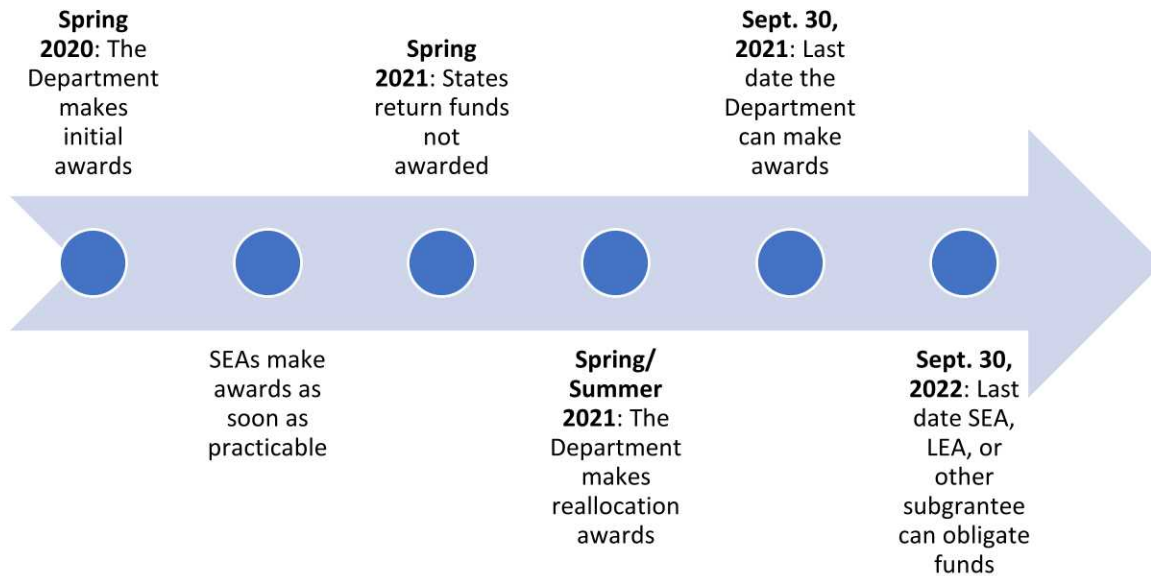 Spring
2020: The
Department
makes
initial
awards
SEAs make
awards as
soon as
practicable
Spring
2021: States
return funds
not
awarded
Spring/
Summer
2021: The
Department
makes
reallocation
awards
Sept. 30,
2021: Last
date the
Department
can make
awards
Sept. 30,
2022: Last
date SEA,
LEA, or
other
subgrantee
can obligate
funds